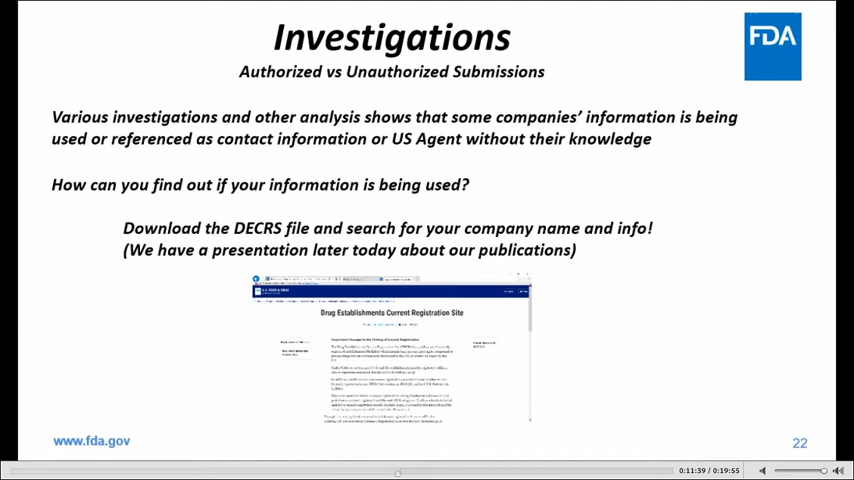 Investigations
FDA
Authorized vs Unauthorized Submissions
Various investigations and other analysis shows that some companies' information is being
used or referenced as contact information or US Agent without their knowledge
How can you find out if your information is being used?
Download the DECRS file and search for your company name and info!
(We have a presentation later today about our publications)
Drug Establishments Current Registration Site
www.fda.gov
22
0:11:39 / 0:19:55